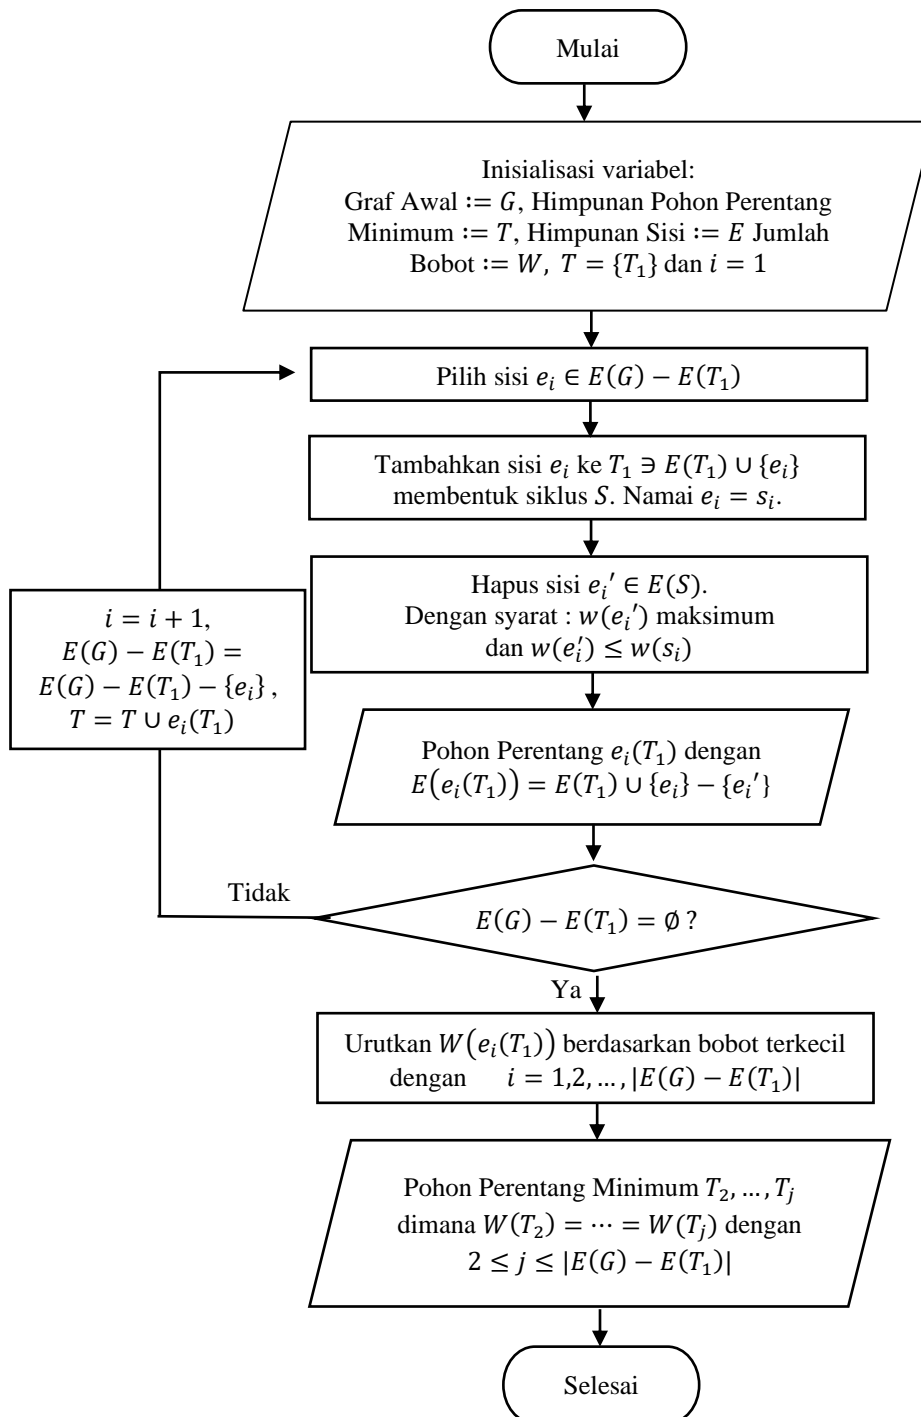 Mulai
Inisialisasi variabel:
Graf Awal ∶= 𝐺, Himpunan Pohon Perentang
Minimum ∶= 𝑇, Himpunan Sisi ∶= 𝐸 Jumlah
Bobot ∶= 𝑊, 𝑇 = {𝑇₁} dan 𝑖 = 1
Pilih sisi 𝑒ᵢ ∈ 𝐸(𝐺) − 𝐸(𝑇₁)
Tambahkan sisi 𝑒ᵢ ke 𝑇₁ ∋ 𝐸(𝑇₁) ∪ {𝑒ᵢ}
membentuk siklus 𝑆. Namai 𝑒ᵢ = 𝑠ᵢ.
Hapus sisi 𝑒ᵢ′ ∈ 𝐸(𝑆).
Dengan syarat : 𝑤(𝑒ᵢ′) maksimum
dan 𝑤(𝑒ᵢ′) ≤ 𝑤(𝑠ᵢ)
𝑖 = 𝑖 + 1,
𝐸(𝐺) − 𝐸(𝑇₁) =
𝐸(𝐺) − 𝐸(𝑇₁) − {𝑒ᵢ} ,
𝑇 = 𝑇 ∪ 𝑒ᵢ(𝑇₁)
Pohon Perentang 𝑒ᵢ(𝑇₁) dengan
𝐸(𝑒ᵢ(𝑇₁)) = 𝐸(𝑇₁) ∪ {𝑒ᵢ} − {𝑒ᵢ′}
Tidak
𝐸(𝐺) − 𝐸(𝑇₁) = ∅ ?
Ya
Urutkan 𝑊(𝑒ᵢ(𝑇₁)) berdasarkan bobot terkecil
dengan 𝑖 = 1,2, … , |𝐸(𝐺) − 𝐸(𝑇₁)|
Pohon Perentang Minimum 𝑇₂, … , 𝑇ⱼ
dimana 𝑊(𝑇₂) = ⋯ = 𝑊(𝑇ⱼ) dengan
2 ≤ 𝑗 ≤ |𝐸(𝐺) − 𝐸(𝑇₁)|
Selesai